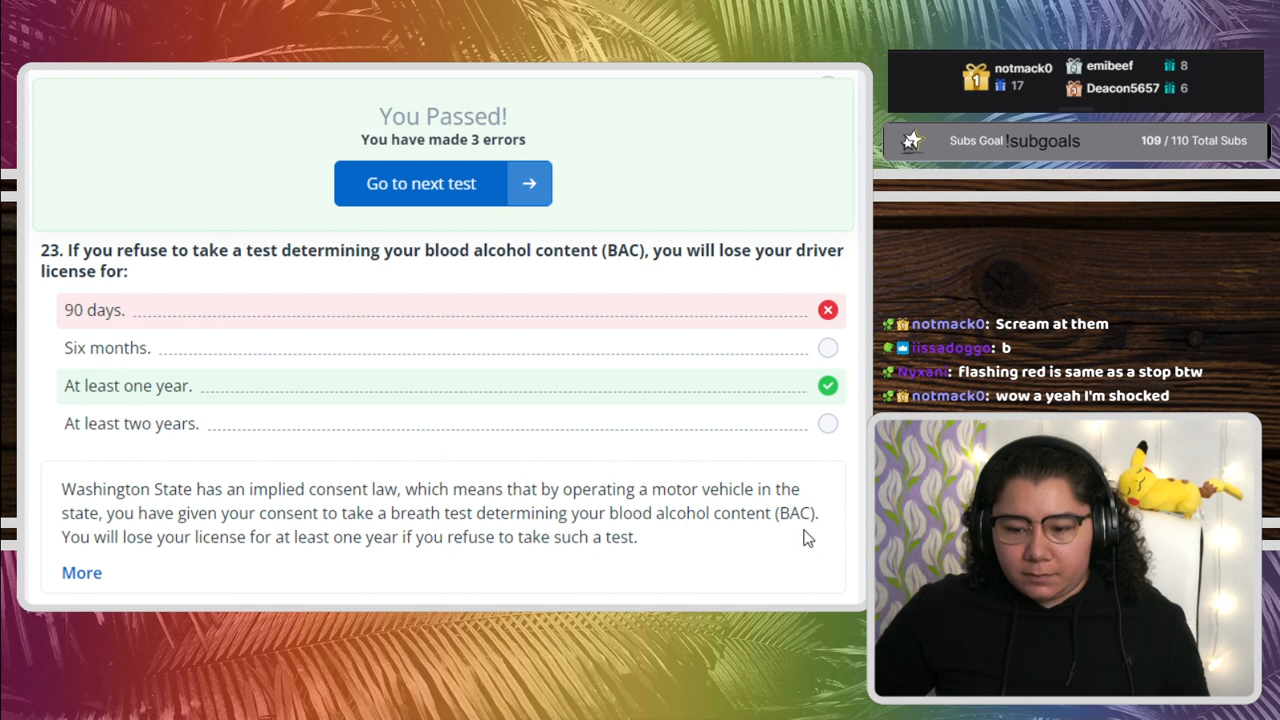 You Passed!
You have made 3 errors
Go to next test
23. If you refuse to take a test determining your blood alcohol content (BAC), you will lose your driver
license for:
90 days.
Six months.
At least one year.
At least two years.
Washington State has an implied consent law, which means that by operating a motor vehicle in the
state, you have given your consent to take a breath test determining your blood alcohol content (BAC).
You will lose your license for at least one year if you refuse to take such a test.
More
1 notmack0 17
2 emibeef 8
3 Deacon5657 6
Subs Goal !subgoals 109 / 110 Total Subs
notmack0: Scream at them
iissadoggo: b
Nyxani: flashing red is same as a stop btw
notmack0: wow a yeah I'm shocked